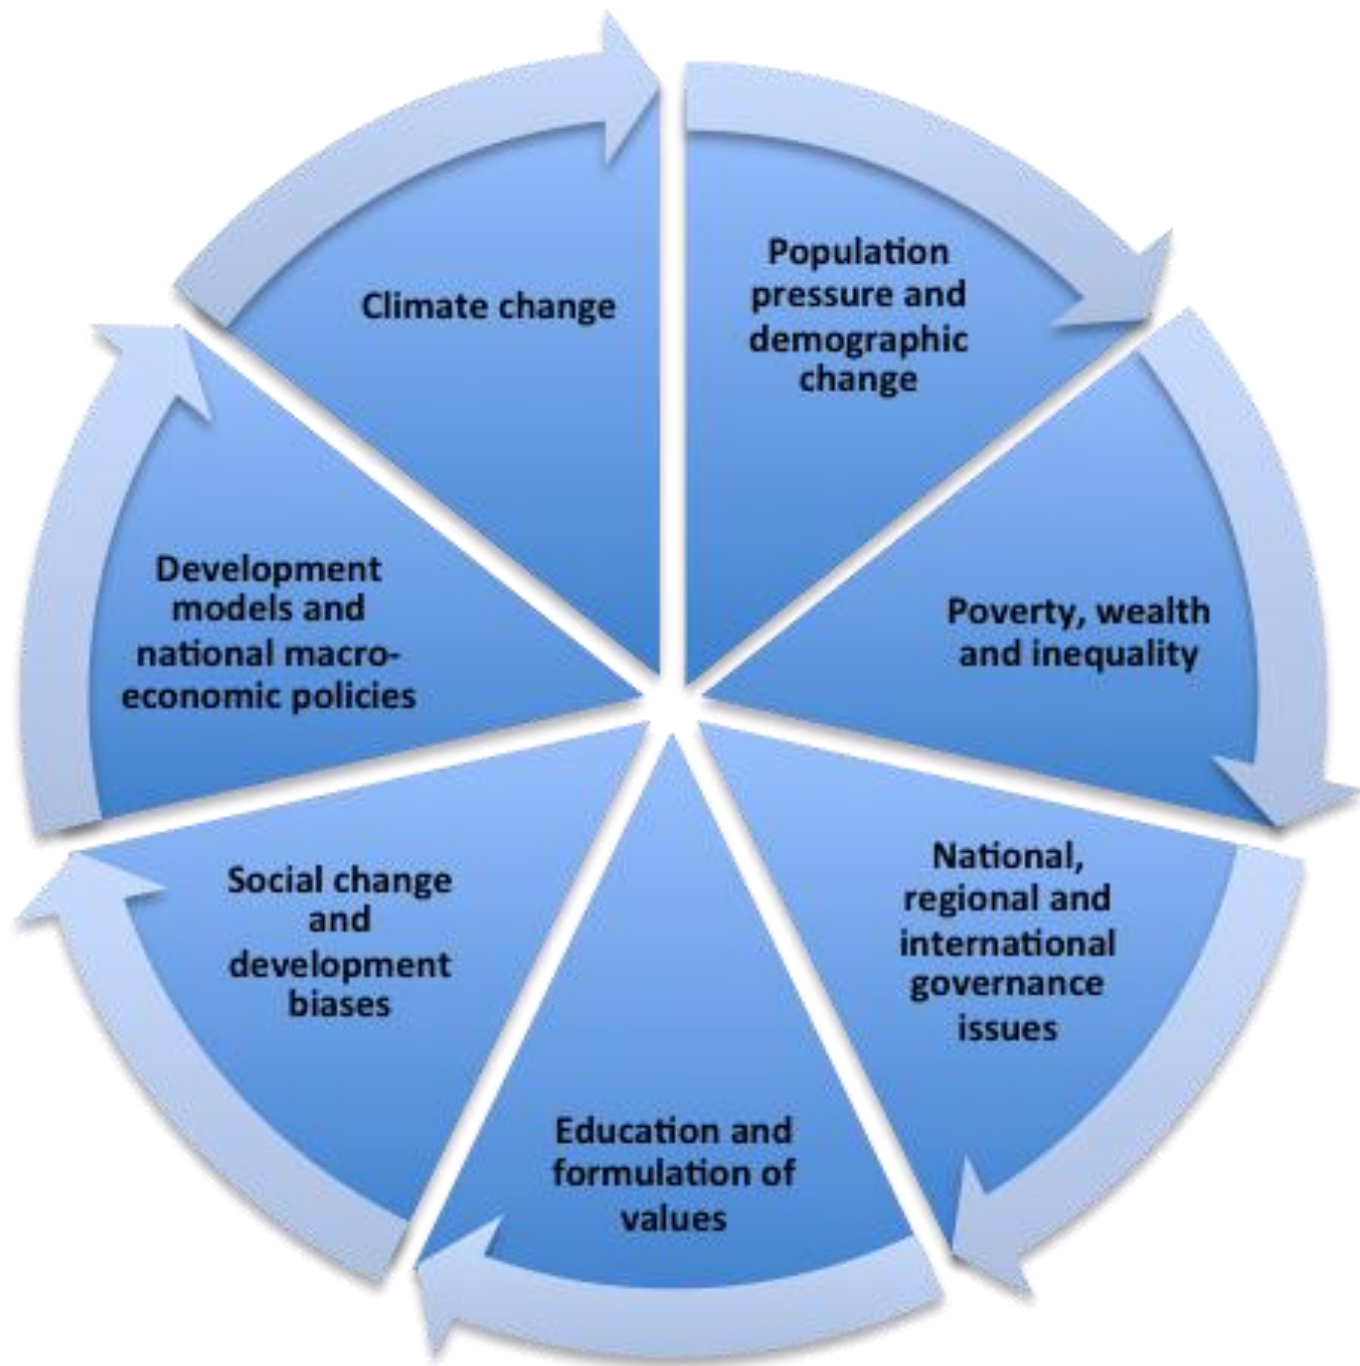 Population
pressure and
demographic
change
Poverty, wealth
and inequality
National,
regional and
international
governance
issues
Education and
formulation of
values
Social change
and
development
biases
Development
models and
national macro-
economic policies
Climate change